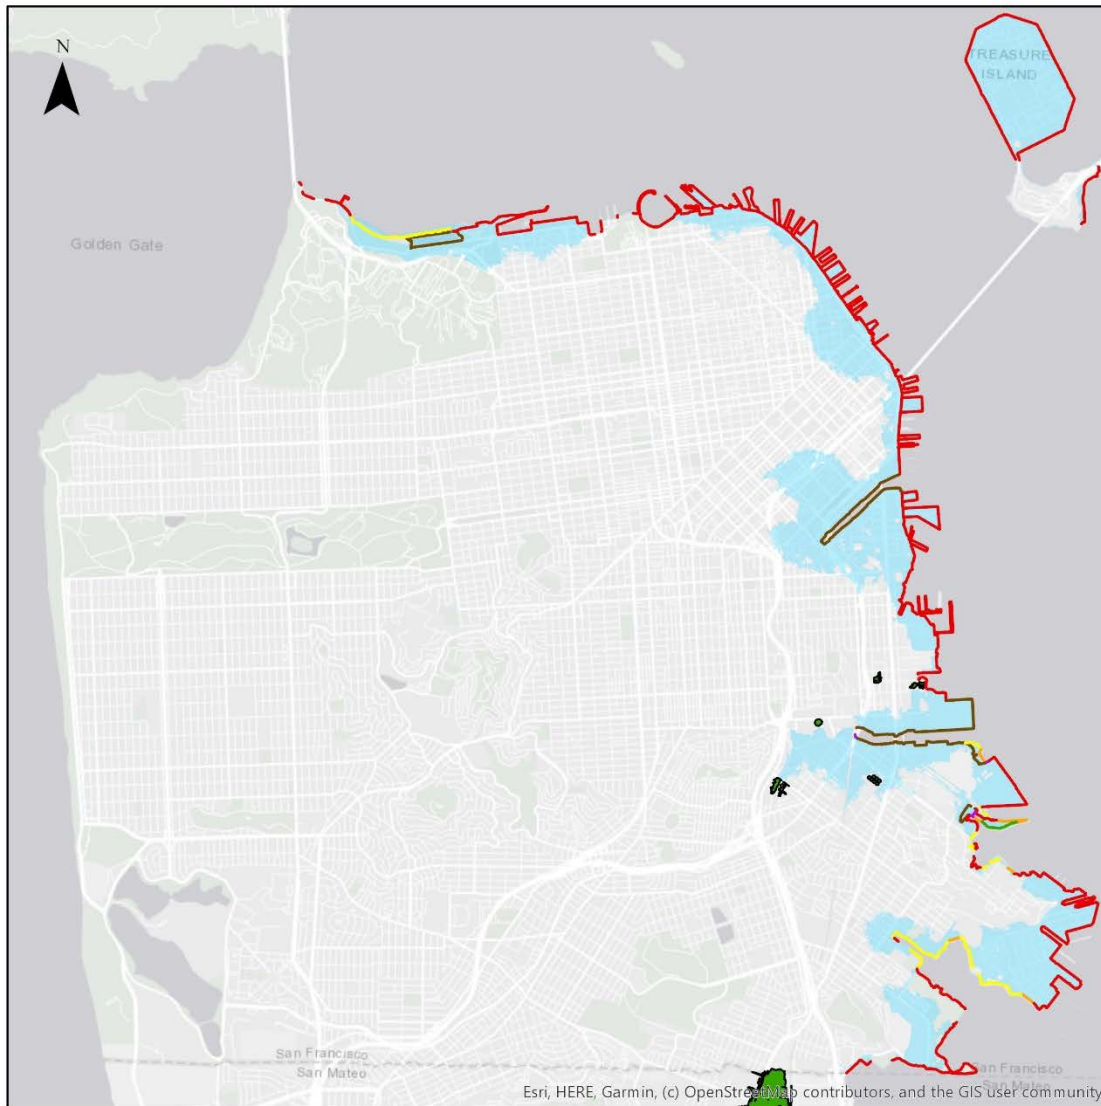 N
TREASURE
ISLAND
Golden Gate
San Francisco
San Mateo
San Francisco
San Mateo
Esri, HERE, Garmin, (c) OpenStreetMap contributors, and the GIS user community